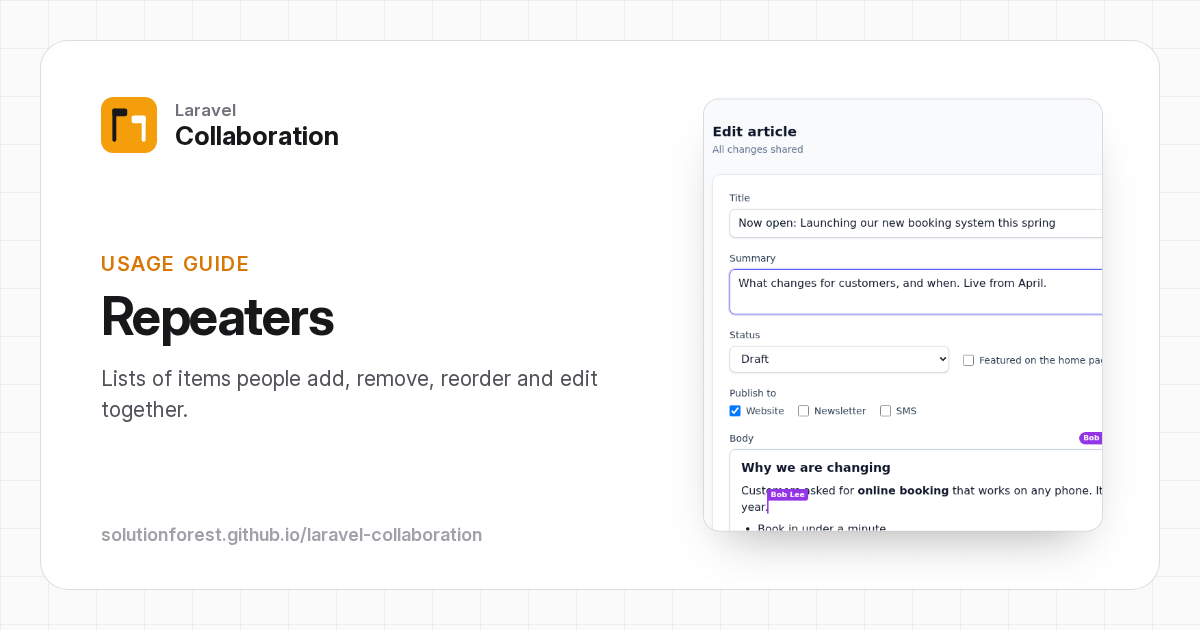 Laravel
Collaboration
USAGE GUIDE
Repeaters
Lists of items people add, remove, reorder and edit
together.
solutionforest.github.io/laravel-collaboration
Edit article
All changes shared
Title
Now open: Launching our new booking system this spring
Summary
What changes for customers, and when. Live from April.
Status
Draft
Featured on the home
Publish to
Website
Newsletter
SMS
Body
Bob
Why we are changing
asked for online booking that works on any phone. It
Bob Lee
year.
Book in under a minute